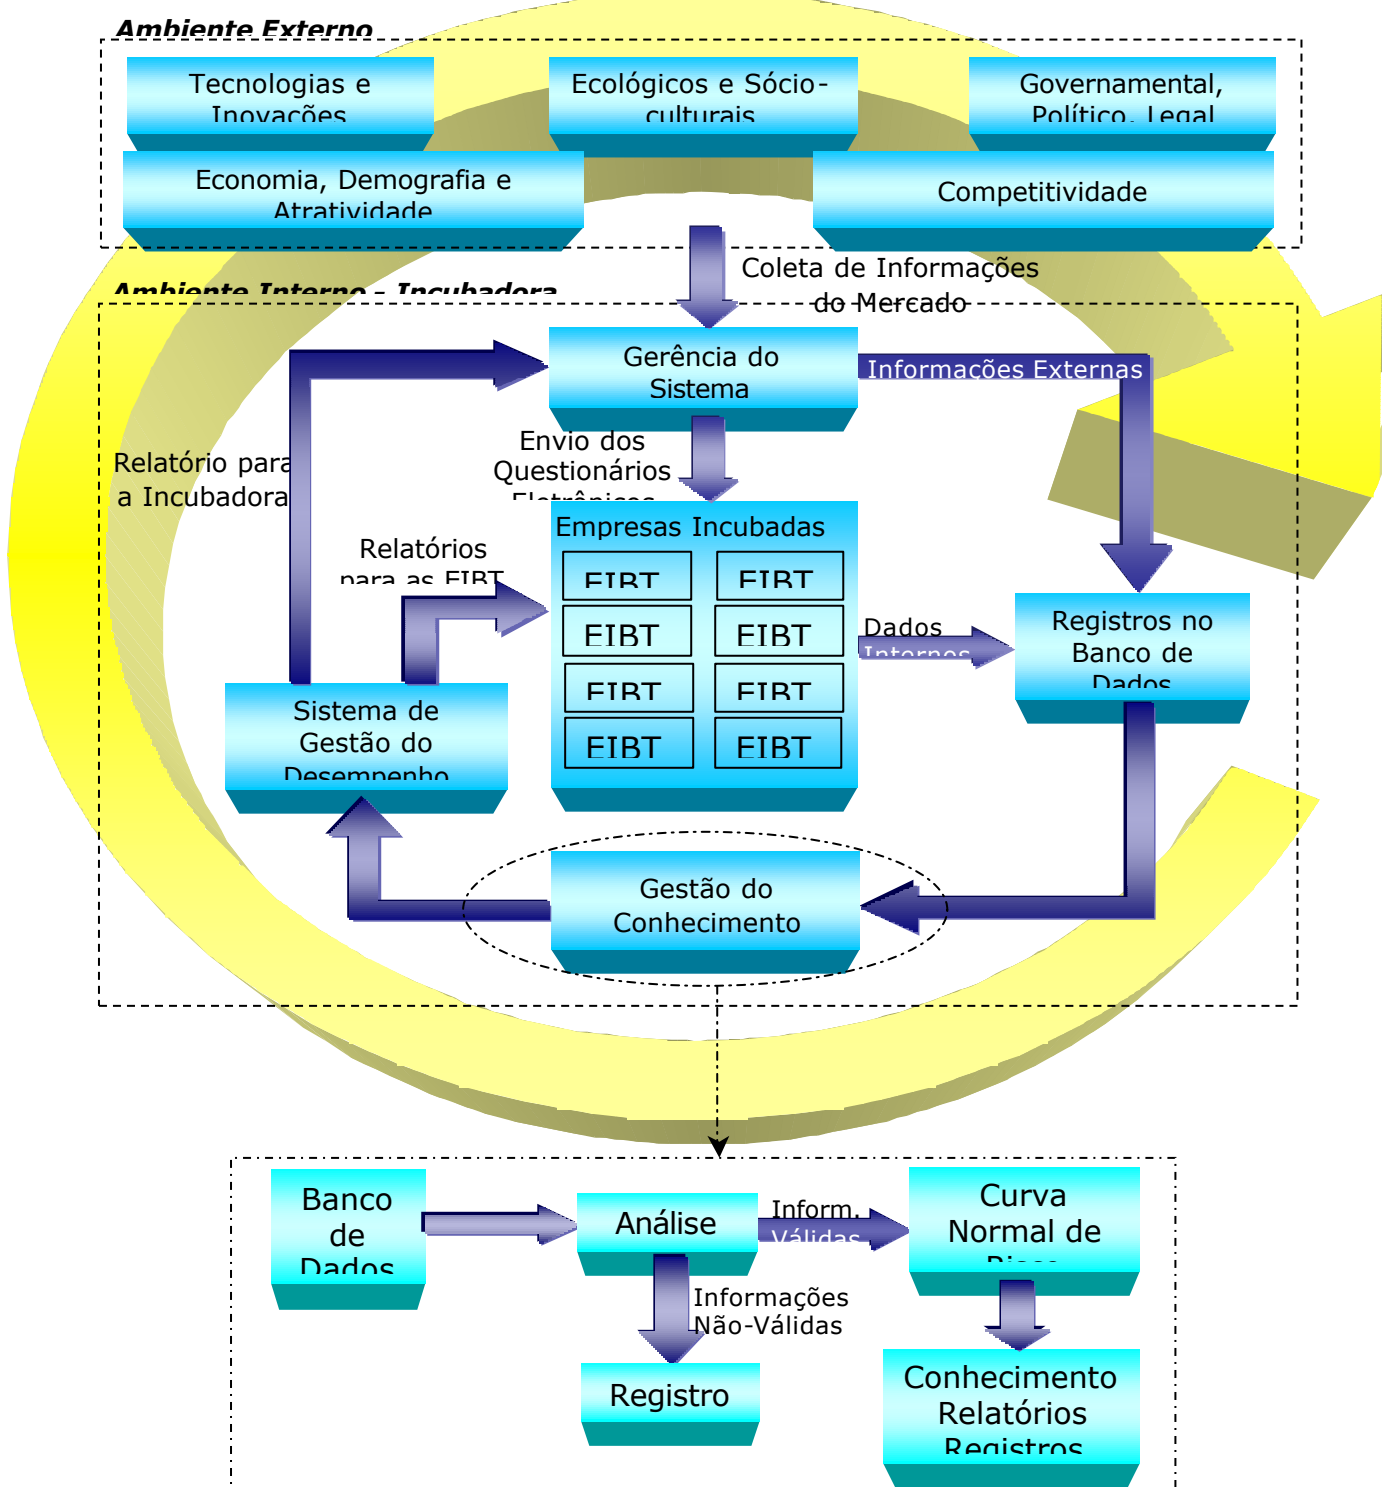 Ambiente Externo
Tecnologias e
Inovações
Ecológicos e Sócio-
culturais
Governamental,
Político, Legal
Economia, Demografia e
Atratividade
Competitividade
Coleta de Informações
do Mercado
Ambiente Interno - Incubadora
Gerência do
Sistema
Informações Externas
Envio dos
Questionários
Eletrônicos
Relatório para
a Incubadora
Relatórios
para as EIBT
Empresas Incubadas
EIBT
EIBT
EIBT
EIBT
EIBT
EIBT
EIBT
EIBT
Dados
Internos
Registros no
Banco de
Dados
Sistema de
Gestão do
Desempenho
Gestão do
Conhecimento
Banco
de
Dados
Análise
Inform.
Válidas
Curva
Normal de
Risco
Informações
Não-Válidas
Registro
Conhecimento
Relatórios
Registros